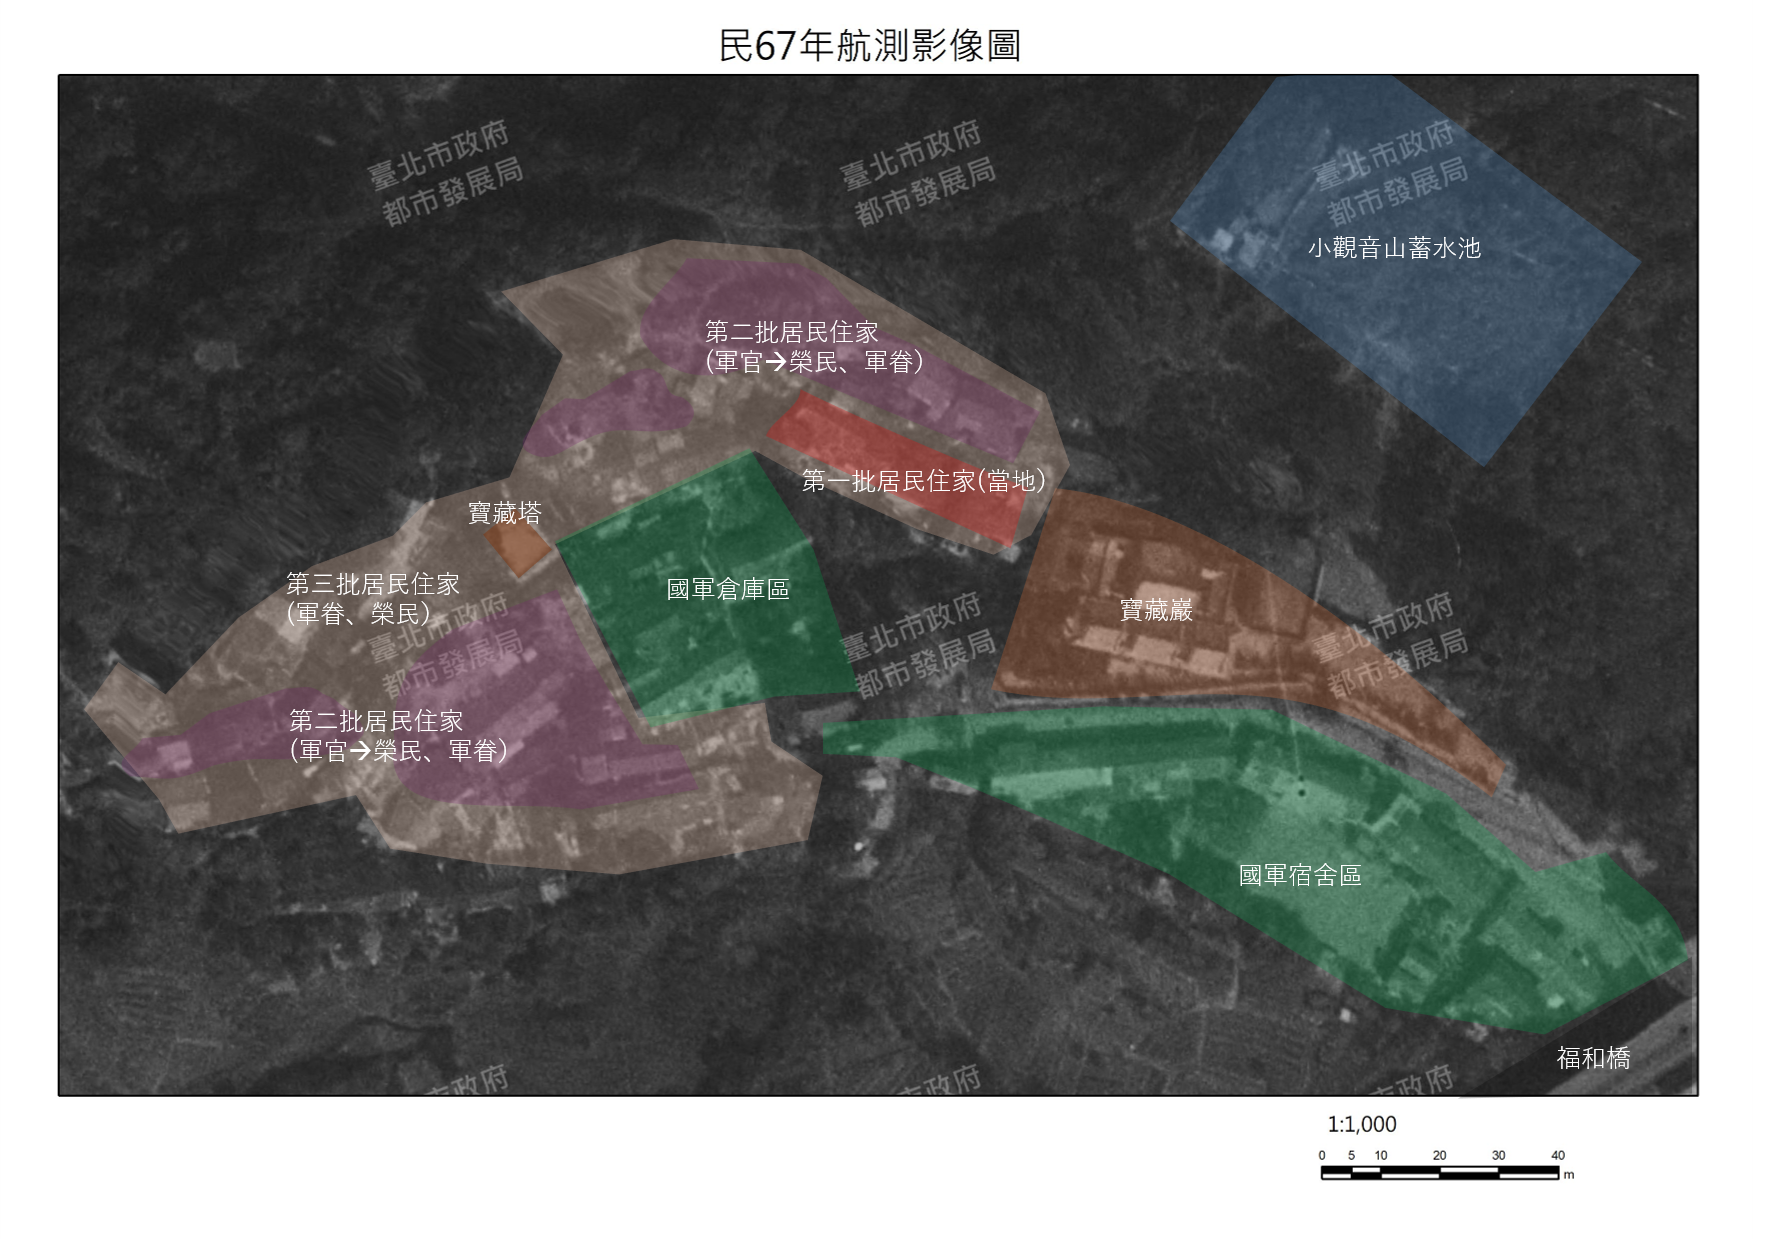 民67年航測影像圖
臺北市政府
都市發展局
臺北市政府
都市發展局
臺北市政府
都市發展局
小觀音山蓄水池
第二批居民住家
(軍官→榮民、軍眷)
第一批居民住家(當地)
寶藏塔
國軍倉庫區
第三批居民住家
(軍眷、榮民)
寶藏巖
臺北市政府
都市發展局
臺北市政府
都市發展局
臺北市政府
都市發展局
第二批居民住家
(軍官→榮民、軍眷)
國軍宿舍區
福和橋
市政府
市政府
市政府
1:1,000
0 5 10 20 30 40
m